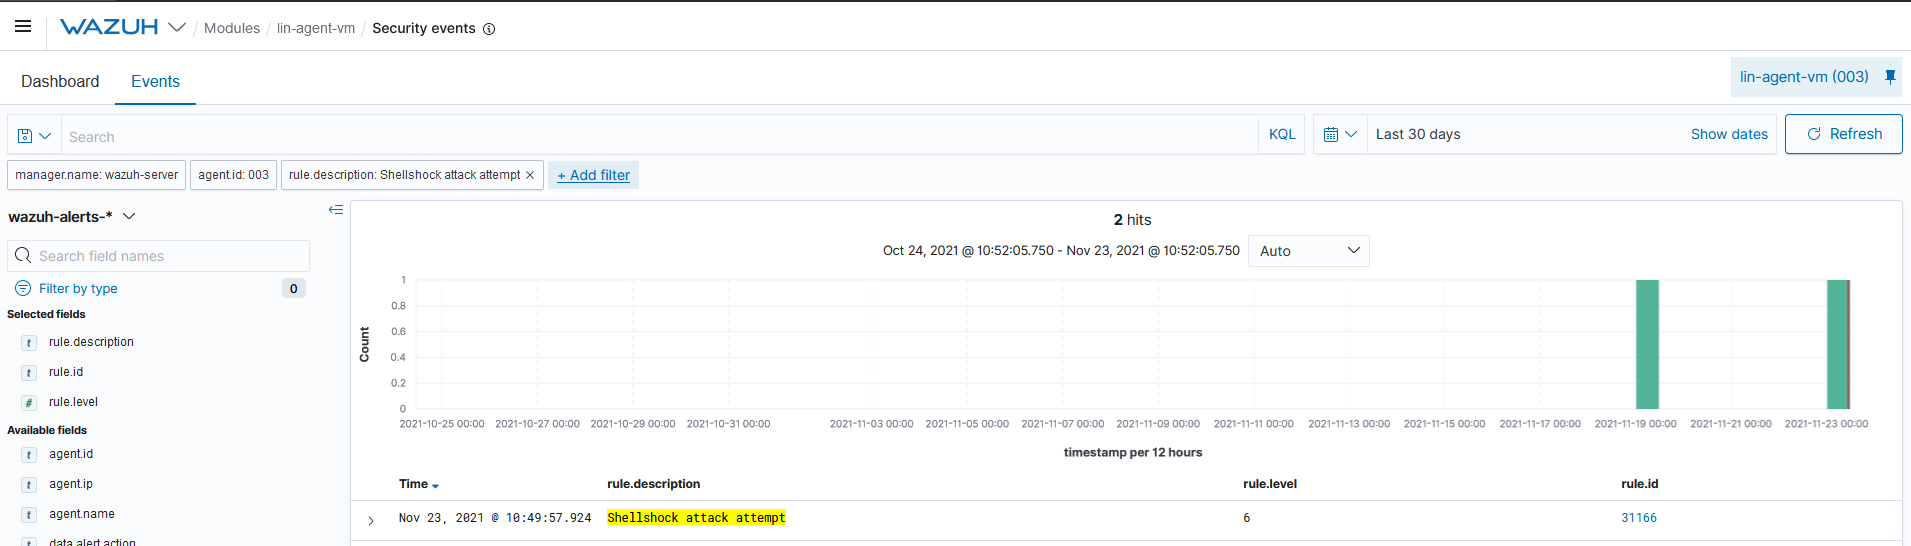 WAZUH / Modules / lin-agent-vm / Security events
Dashboard Events
lin-agent-vm (003)
Search KQL Last 30 days Show dates Refresh
manager.name: wazuh-server agent.id: 003 rule.description: Shellshock attack attempt × + Add filter
wazuh-alerts-*
Search field names
Filter by type 0
Selected fields
t rule.description
t rule.id
# rule.level
Available fields
t agent.id
t agent.ip
t agent.name
data.alert.action
2 hits
Oct 24, 2021 @ 10:52:05.750 - Nov 23, 2021 @ 10:52:05.750 Auto
Count
1
0.8
0.6
0.4
0.2
0
2021-10-25 00:00 2021-10-27 00:00 2021-10-29 00:00 2021-10-31 00:00 2021-11-03 00:00 2021-11-05 00:00 2021-11-07 00:00 2021-11-09 00:00 2021-11-11 00:00 2021-11-13 00:00 2021-11-15 00:00 2021-11-17 00:00 2021-11-19 00:00 2021-11-21 00:00 2021-11-23 00:00
timestamp per 12 hours
Time rule.description rule.level rule.id
Nov 23, 2021 @ 10:49:57.924 Shellshock attack attempt 6 31166